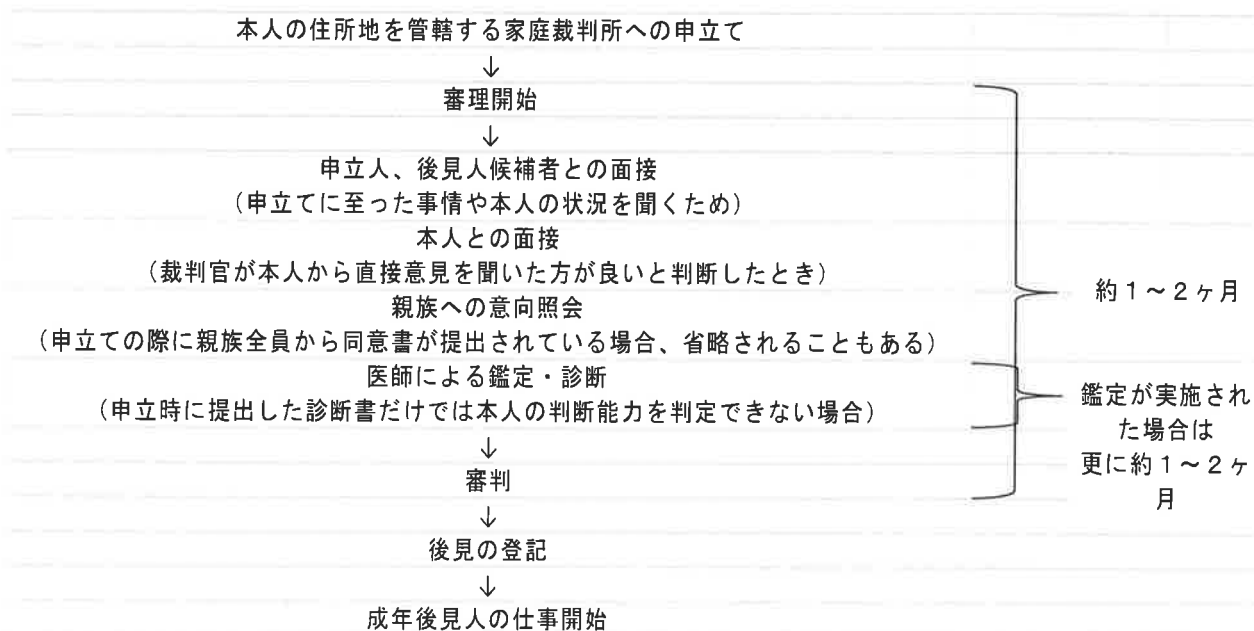 本人の住所地を管轄する家庭裁判所への申立て
↓
審理開始
↓
申立人、後見人候補者との面接
（申立てに至った事情や本人の状況を聞くため）
本人との面接
（裁判官が本人から直接意見を聞いた方が良いと判断したとき）
親族への意向照会
（申立ての際に親族全員から同意書が提出されている場合、省略されることもある）
医師による鑑定・診断
（申立時に提出した診断書だけでは本人の判断能力を判定できない場合）
↓
審判
↓
後見の登記
↓
成年後見人の仕事開始
約１～２ヶ月
鑑定が実施され
た場合は
更に約１～２ヶ
月